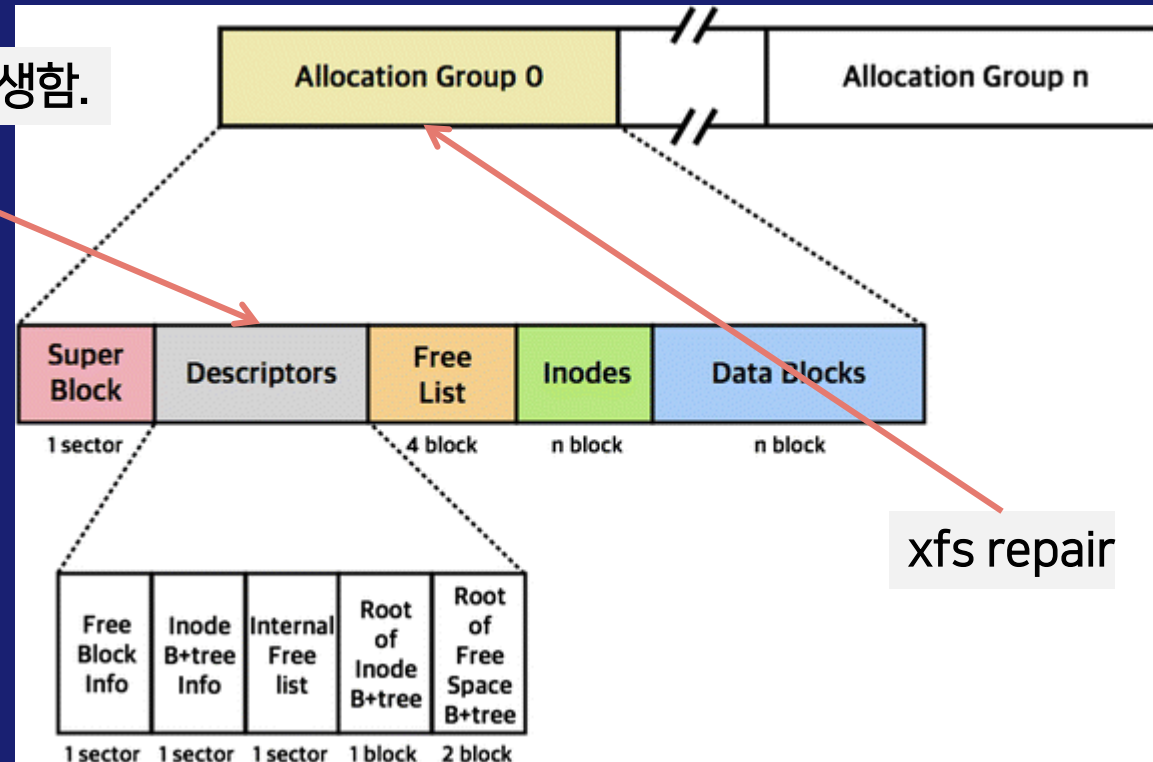 Allocation Group 0
Allocation Group n
생함.
Super
Block
Descriptors
Free
List
Inodes
Data Blocks
1 sector
4 block
n block
n block
xfs repair
Free
Block
Info
Inode
B+tree
Info
Internal
Free
list
Root
of
Inode
B+tree
Root
of
Free
Space
B+tree
1 sector
1 sector
1 sector
1 block
2 block